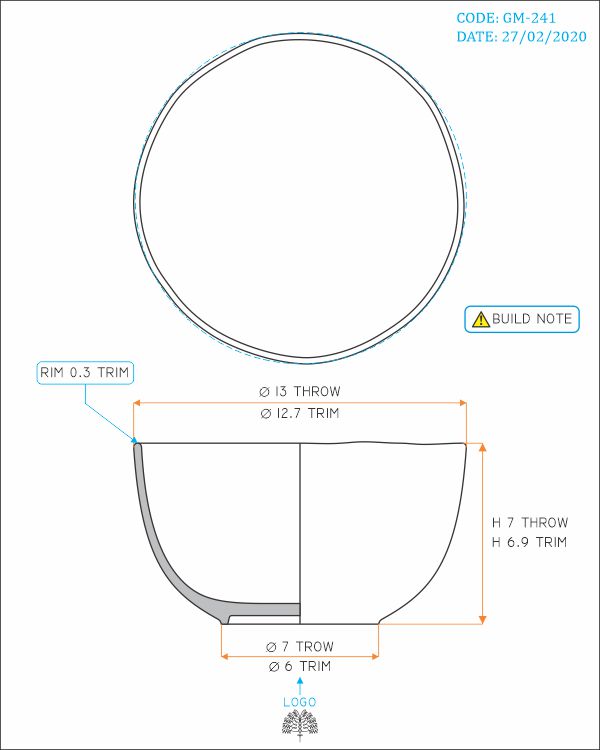 CODE: GM-241
DATE: 27/02/2020
BUILD NOTE
RIM 0.3 TRIM
⌀ 13 THROW
⌀ 12.7 TRIM
H 7 THROW
H 6.9 TRIM
⌀ 7 TROW
⌀ 6 TRIM
LOGO